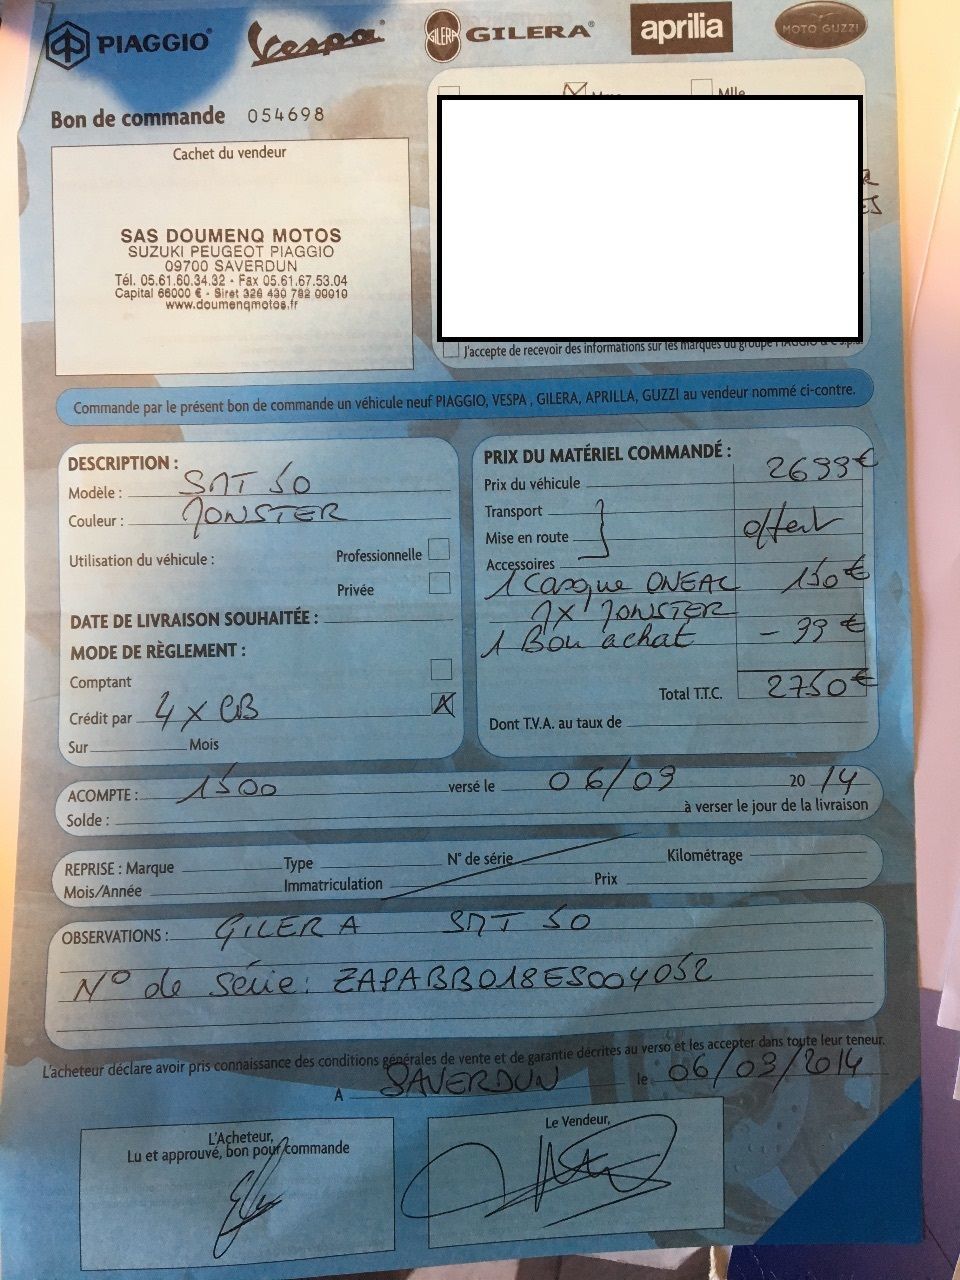 PIAGGIO Vespa GILERA GILERA aprilia MOTO GUZZI
Bon de commande 054698
Mlle
Cachet du vendeur
SAS DOUMENQ MOTOS
SUZUKI PEUGEOT PIAGGIO
09700 SAVERDUN
Tél. 05.61.60.34.32 - Fax 05.61.67.53.04
Capital 66000 € - Siret 326 430 792 00010
www.doumenqmotos.fr
J'accepte de recevoir des informations sur les marques du groupe PIAGGIO & C s.p.a.
Commande par le présent bon de commande un véhicule neuf PIAGGIO, VESPA , GILERA, APRILLA, GUZZI au vendeur nommé ci-contre.
DESCRIPTION :
Modèle : SMT 50
Couleur : MONSTER
Utilisation du véhicule : Professionnelle
Privée
DATE DE LIVRAISON SOUHAITÉE :
MODE DE RÈGLEMENT :
Comptant
Crédit par 4 x CB X
Sur Mois
PRIX DU MATÉRIEL COMMANDÉ :
Prix du véhicule 2699€
Transport
Mise en route offert
Accessoires
1 Casque ONEAL 150€
MX MONSTER
1 Bon achat - 99 €
Total T.T.C. 2750€
Dont T.V.A. au taux de
ACOMPTE : 1500 versé le 06/09 2014
Solde : à verser le jour de la livraison
REPRISE : Marque Type N° de série Kilométrage
Mois/Année Immatriculation Prix
OBSERVATIONS : GILERA SMT 50
N° de série: ZAPABB018ES004052
L'acheteur déclare avoir pris connaissance des conditions générales de vente et de garantie décrites au verso et les accepter dans toute leur teneur.
A SAVERDUN le 06/09/2014
L'Acheteur,
Lu et approuvé, bon pour commande
Le Vendeur,